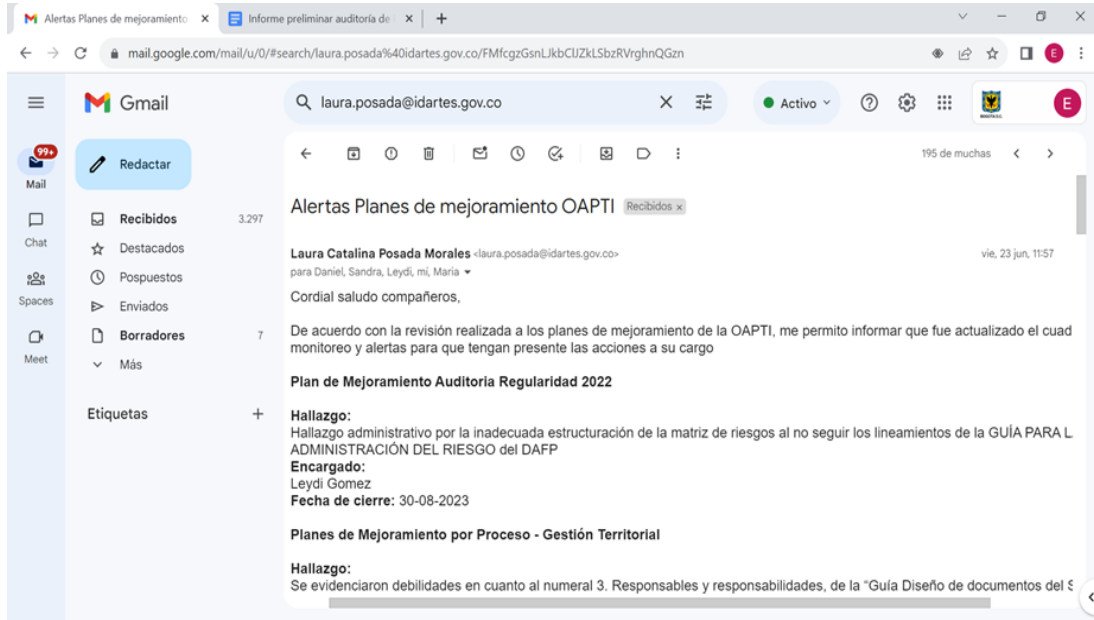 Alertas Planes de mejoramiento
Informe preliminar auditoría de
mail.google.com/mail/u/0/#search/laura.posada%40idartes.gov.co/FMfcgzGsnLJkbClJZkLSbzRVrghnQGzn
E
Gmail
laura.posada@idartes.gov.co
Activo
E
99+
Mail
Chat
Spaces
Meet
Redactar
Recibidos 3.297
Destacados
Pospuestos
Enviados
Borradores 7
Más
Etiquetas
195 de muchas
Alertas Planes de mejoramiento OAPTI Recibidos x
Laura Catalina Posada Morales <laura.posada@idartes.gov.co> vie, 23 jun, 11:57
para Daniel, Sandra, Leydi, mí, Maria
Cordial saludo compañeros,
De acuerdo con la revisión realizada a los planes de mejoramiento de la OAPTI, me permito informar que fue actualizado el cuad
monitoreo y alertas para que tengan presente las acciones a su cargo
Plan de Mejoramiento Auditoria Regularidad 2022
Hallazgo:
Hallazgo administrativo por la inadecuada estructuración de la matriz de riesgos al no seguir los lineamientos de la GUÍA PARA L
ADMINISTRACIÓN DEL RIESGO del DAFP
Encargado:
Leydi Gomez
Fecha de cierre: 30-08-2023
Planes de Mejoramiento por Proceso - Gestión Territorial
Hallazgo:
Se evidenciaron debilidades en cuanto al numeral 3. Responsables y responsabilidades, de la “Guía Diseño de documentos del S